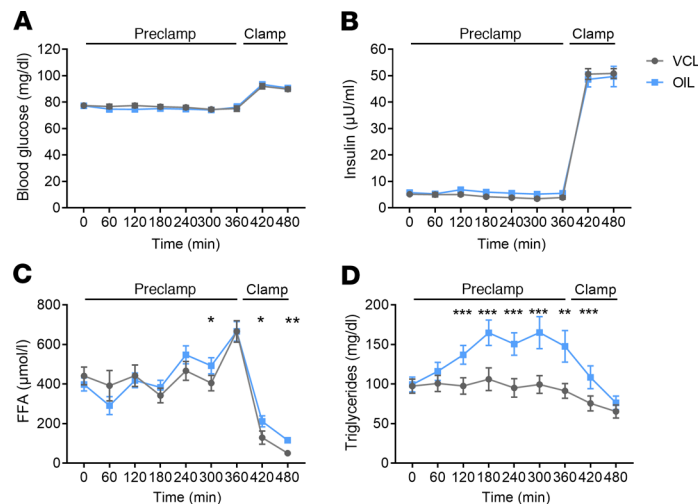 A
Preclamp Clamp
Blood glucose (mg/dl)
120
100
80
60
40
20
0
0 60 120 180 240 300 360 420 480
Time (min)
B
Preclamp Clamp
Insulin (μU/ml)
60
50
40
30
20
10
0
0 60 120 180 240 300 360 420 480
Time (min)
VCL
OIL
C
Preclamp Clamp
* * **
FFA (μmol/l)
800
600
400
200
0
0 60 120 180 240 300 360 420 480
Time (min)
D
Preclamp Clamp
*** *** *** *** ** ***
Triglycerides (mg/dl)
200
150
100
50
0
0 60 120 180 240 300 360 420 480
Time (min)